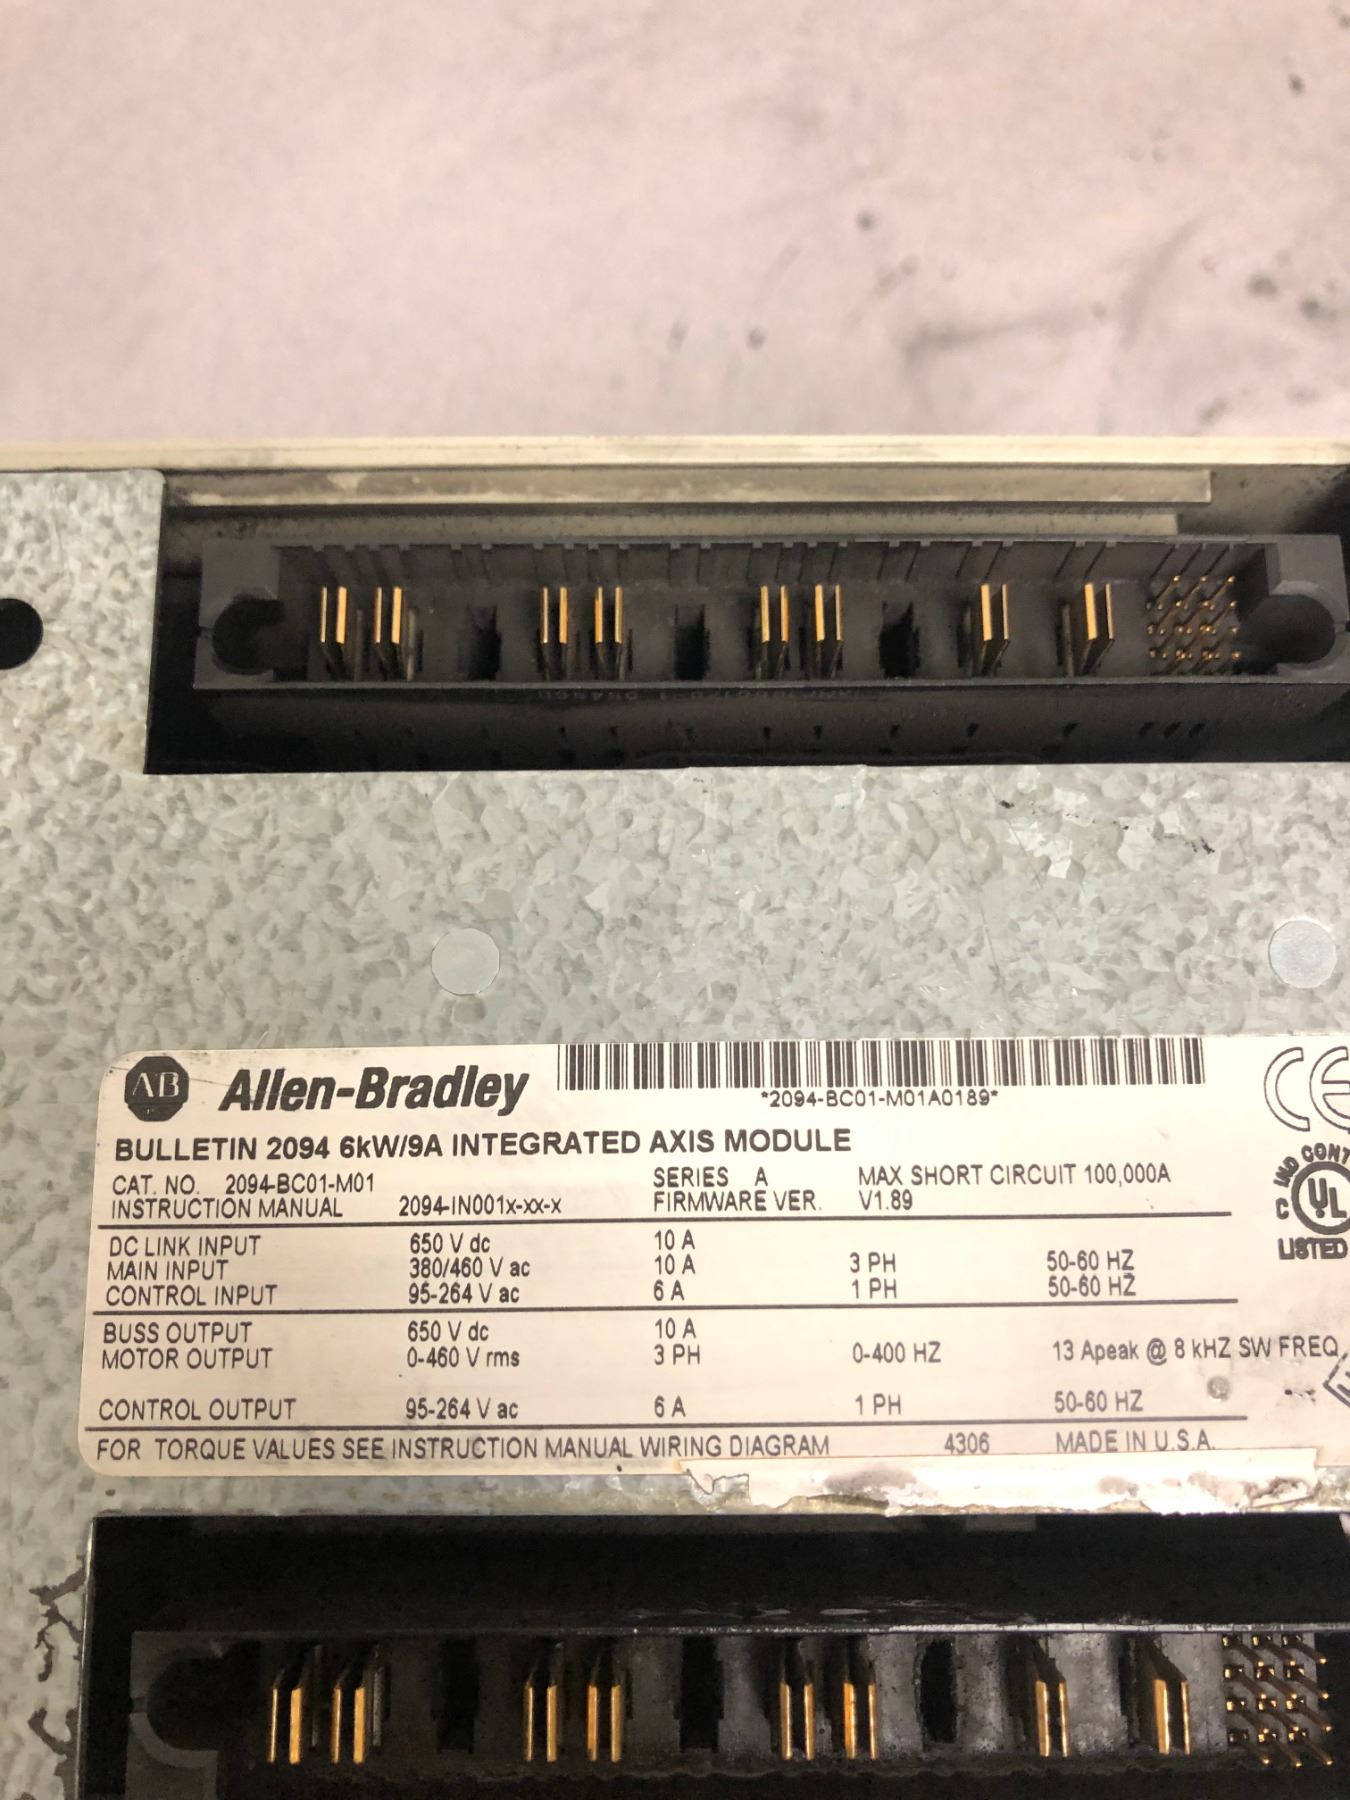 AB Allen-Bradley
*2094-BC01-M01A0189*
CE
BULLETIN 2094 6kW/9A INTEGRATED AXIS MODULE
CAT. NO. 2094-BC01-M01 SERIES A MAX SHORT CIRCUIT 100,000A
INSTRUCTION MANUAL 2094-IN001x-xx-x FIRMWARE VER. V1.89
IND CONT
C UL
LISTED
DC LINK INPUT 650 V dc 10 A
MAIN INPUT 380/460 V ac 10 A 3 PH 50-60 HZ
CONTROL INPUT 95-264 V ac 6 A 1 PH 50-60 HZ
BUSS OUTPUT 650 V dc 10 A
MOTOR OUTPUT 0-460 V rms 3 PH 0-400 HZ 13 Apeak @ 8 kHZ SW FREQ.
CONTROL OUTPUT 95-264 V ac 6 A 1 PH 50-60 HZ
FOR TORQUE VALUES SEE INSTRUCTION MANUAL WIRING DIAGRAM 4306 MADE IN U.S.A.